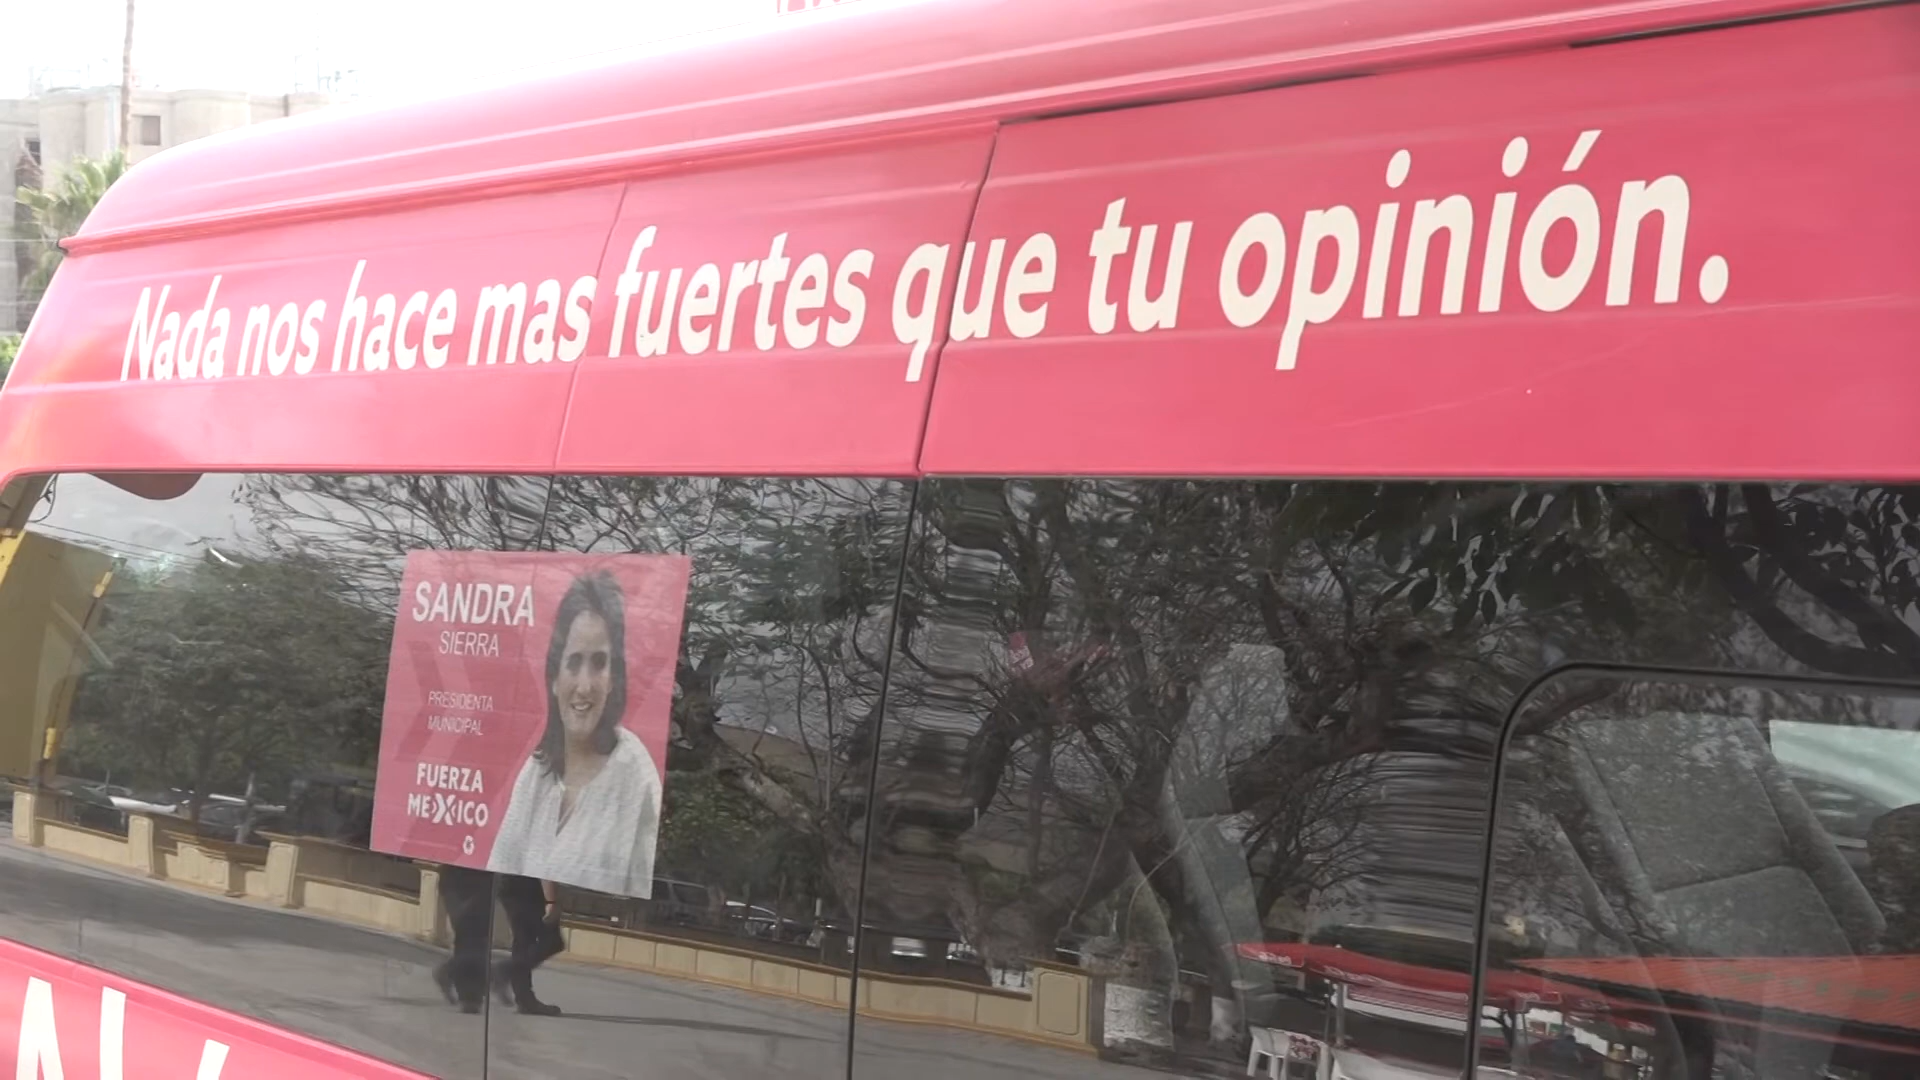 Nada nos hace mas fuertes que tu opinión.
SANDRA
SIERRA
PRESIDENTA
MUNICIPAL
FUERZA
MEXICO